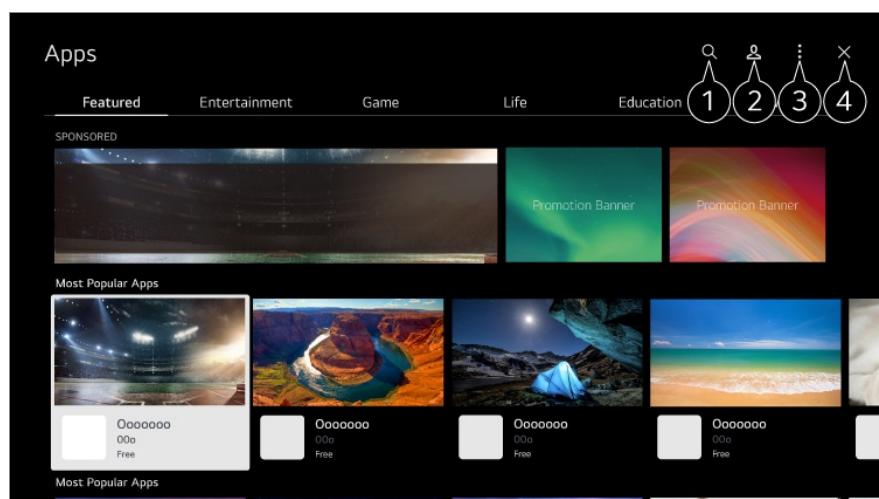 Apps
1 2 3 4
Featured Entertainment Game Life Education
SPONSORED
Promotion Banner Promotion Banner
Most Popular Apps
Ooooooo Ooooooo Ooooooo Ooooooo
00o 00o 00o 00o
Free Free Free Free
Most Popular Apps